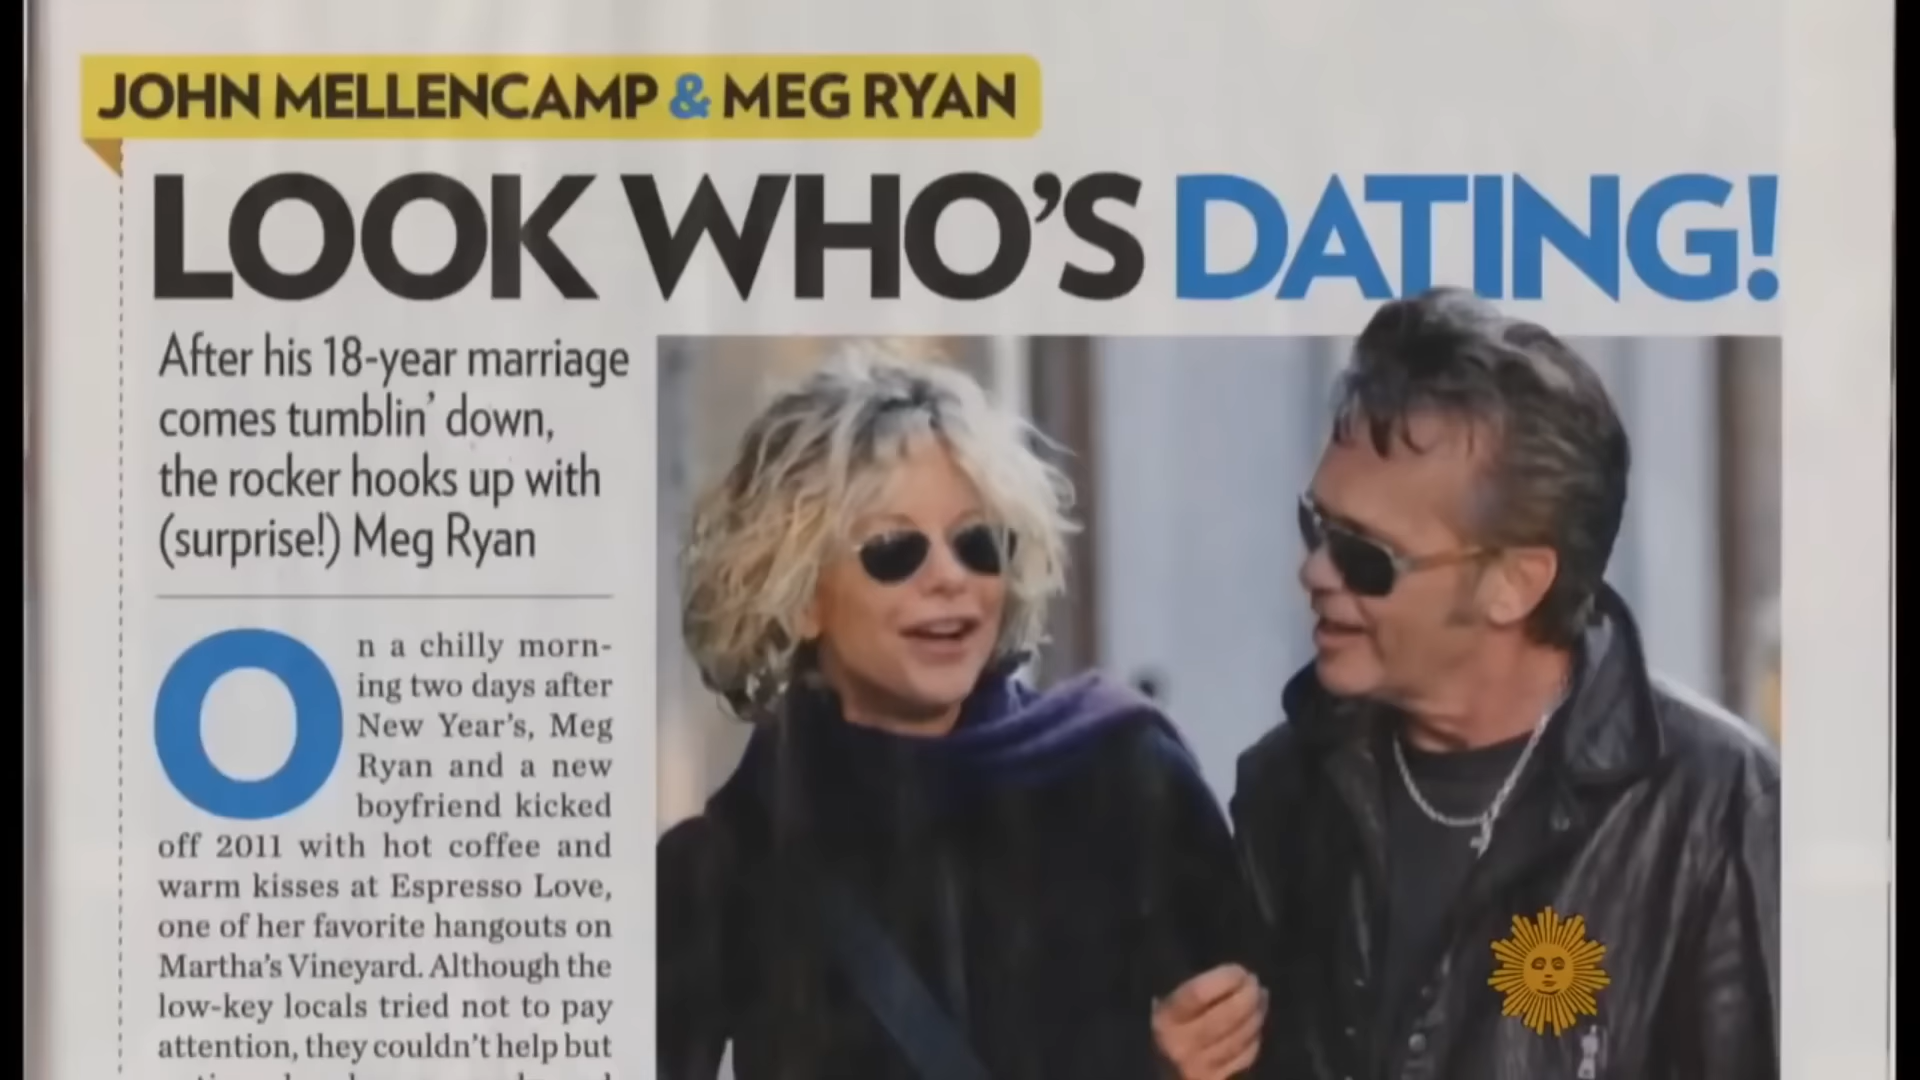 JOHN MELLENCAMP & MEG RYAN
LOOK WHO'S DATING!
After his 18-year marriage
comes tumblin' down,
the rocker hooks up with
(surprise!) Meg Ryan
On a chilly morn-
ing two days after
New Year's, Meg
Ryan and a new
boyfriend kicked
off 2011 with hot coffee and
warm kisses at Espresso Love,
one of her favorite hangouts on
Martha's Vineyard. Although the
low-key locals tried not to pay
attention, they couldn't help but